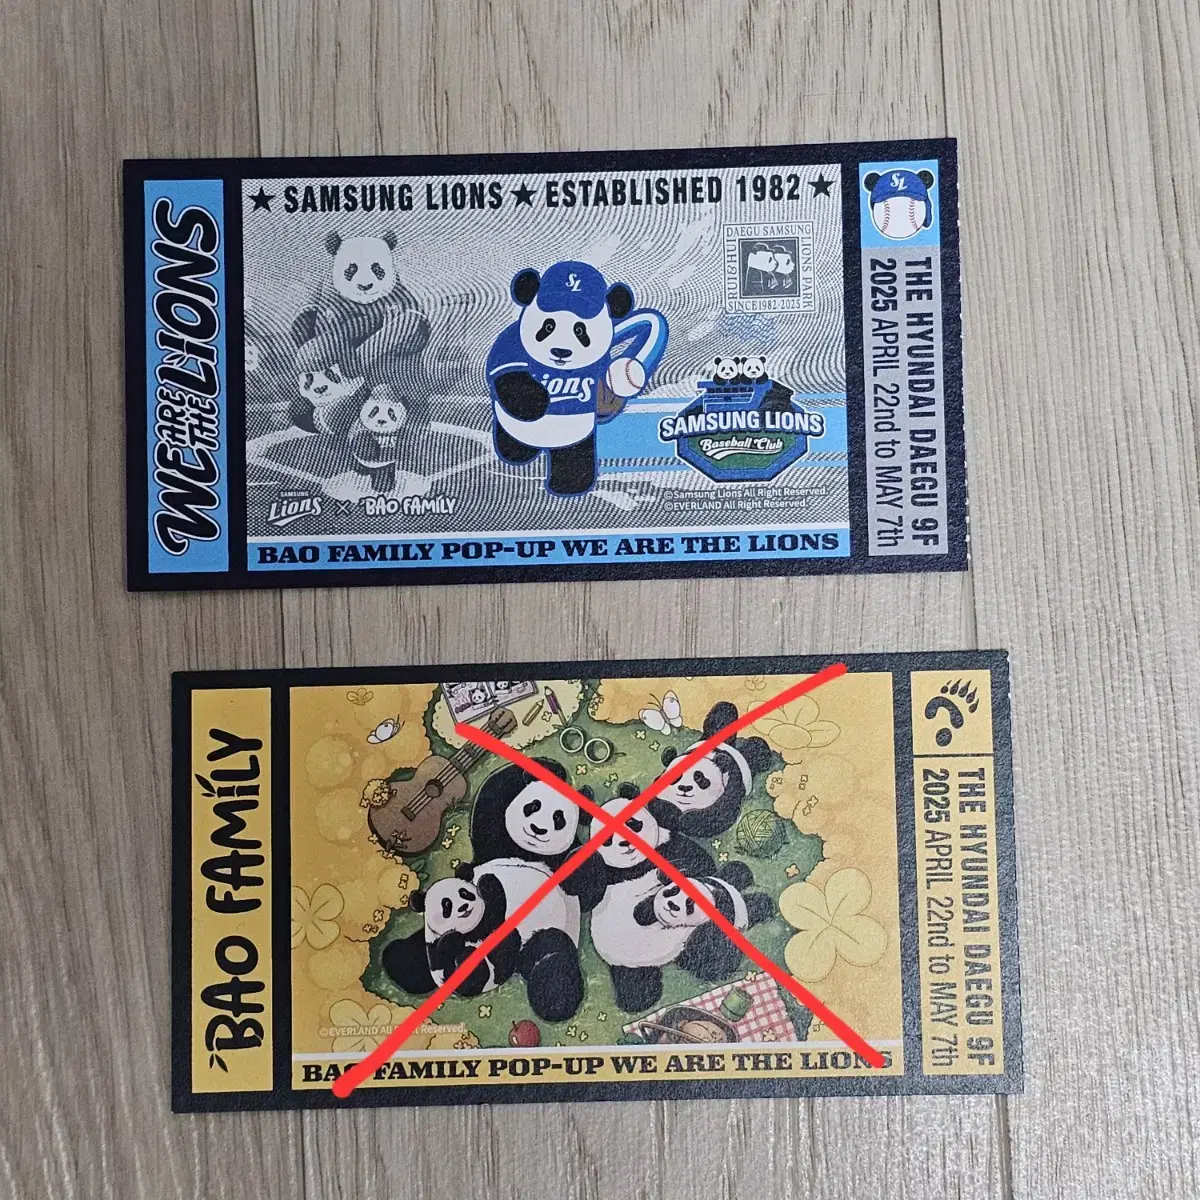 WE ARE THE LIONS
★ SAMSUNG LIONS ★ ESTABLISHED 1982 ★
DAEGU SAMSUNG
LIONS PARK
SINCE 1982-2025
RUIHUI&
SL
ions
SAMSUNG LIONS
Baseball Club
SAMSUNG
Lions × BAO FAMILY
©Samsung Lions All Right Reserved.
©EVERLAND All Right Reserved.
BAO FAMILY POP-UP WE ARE THE LIONS
SL
THE HYUNDAI DAEGU 9F
2025 APRIL 22nd to MAY 7th
BAO FAMILY
©EVERLAND All Right Reserved.
BAO FAMILY POP-UP WE ARE THE LIONS
THE HYUNDAI DAEGU 9F
2025 APRIL 22nd to MAY 7th